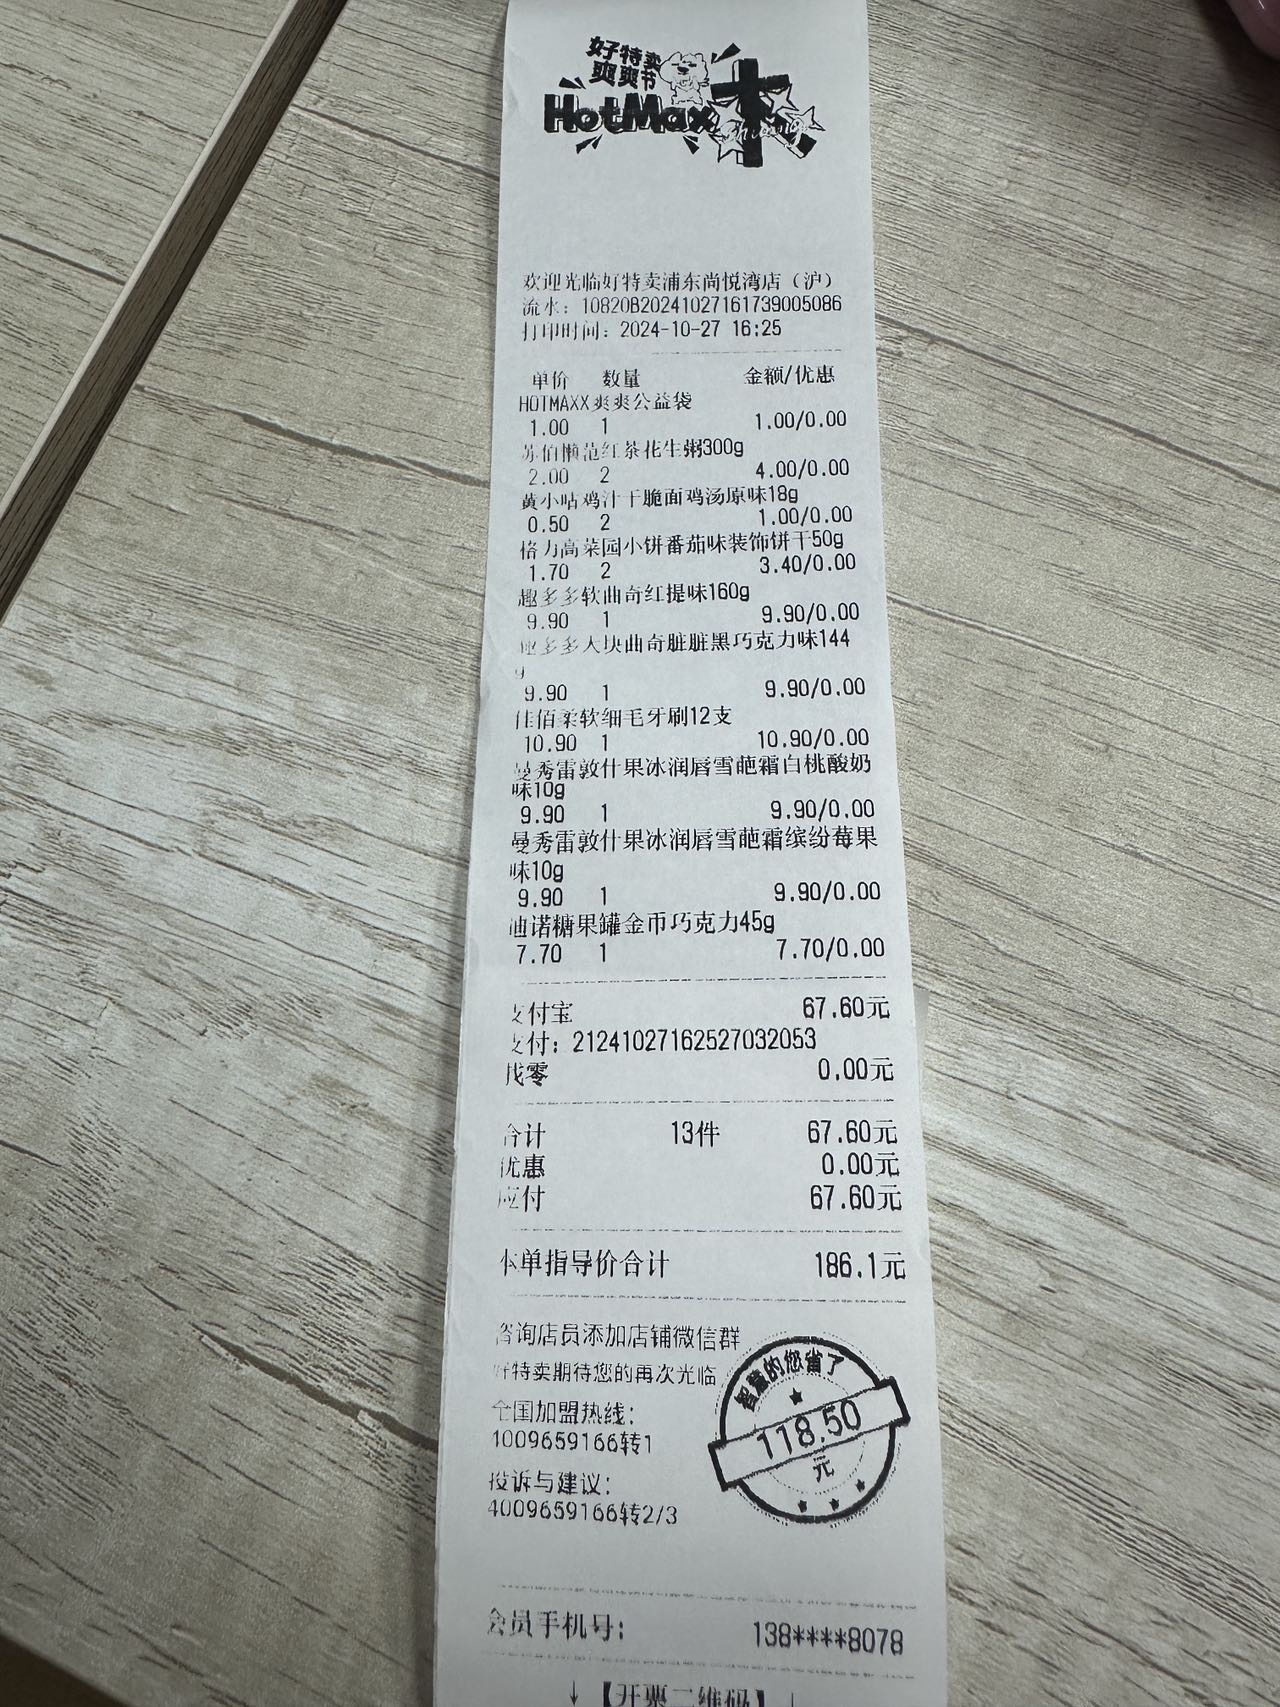 好特卖
爽爽节
HotMaxx
欢迎光临好特卖浦东尚悦湾店（沪）
流水：10820B20241027161739005086
打印时间：2024-10-27 16:25
单价 数量 金额/优惠
HOTMAXX爽爽公益袋
1.00 1 1.00/0.00
苏伯懒范红茶花生粥300g
2.00 2 4.00/0.00
黄小咕鸡汁干脆面鸡汤原味18g
0.50 2 1.00/0.00
格力高菜园小饼番茄味装饰饼干50g
1.70 2 3.40/0.00
趣多多软曲奇红提味160g
9.90 1 9.90/0.00
趣多多大块曲奇脏脏黑巧克力味144
g
9.90 1 9.90/0.00
佳佰柔软细毛牙刷12支
10.90 1 10.90/0.00
曼秀雷敦什果冰润唇雪葩霜白桃酸奶
味10g
9.90 1 9.90/0.00
曼秀雷敦什果冰润唇雪葩霜缤纷莓果
味10g
9.90 1 9.90/0.00
迪诺糖果罐金币巧克力45g
7.70 1 7.70/0.00
支付宝 67.60元
支付：21241027162527032053
找零 0.00元
合计 13件 67.60元
优惠 0.00元
应付 67.60元
本单指导价合计 186.1元
咨询店员添加店铺微信群
好特卖期待您的再次光临
全国加盟热线：
4009659166转1
投诉与建议：
4009659166转2/3
智慧的您省了
118.50
元
会员手机号： 138****8078
↓【开票二维码】↓